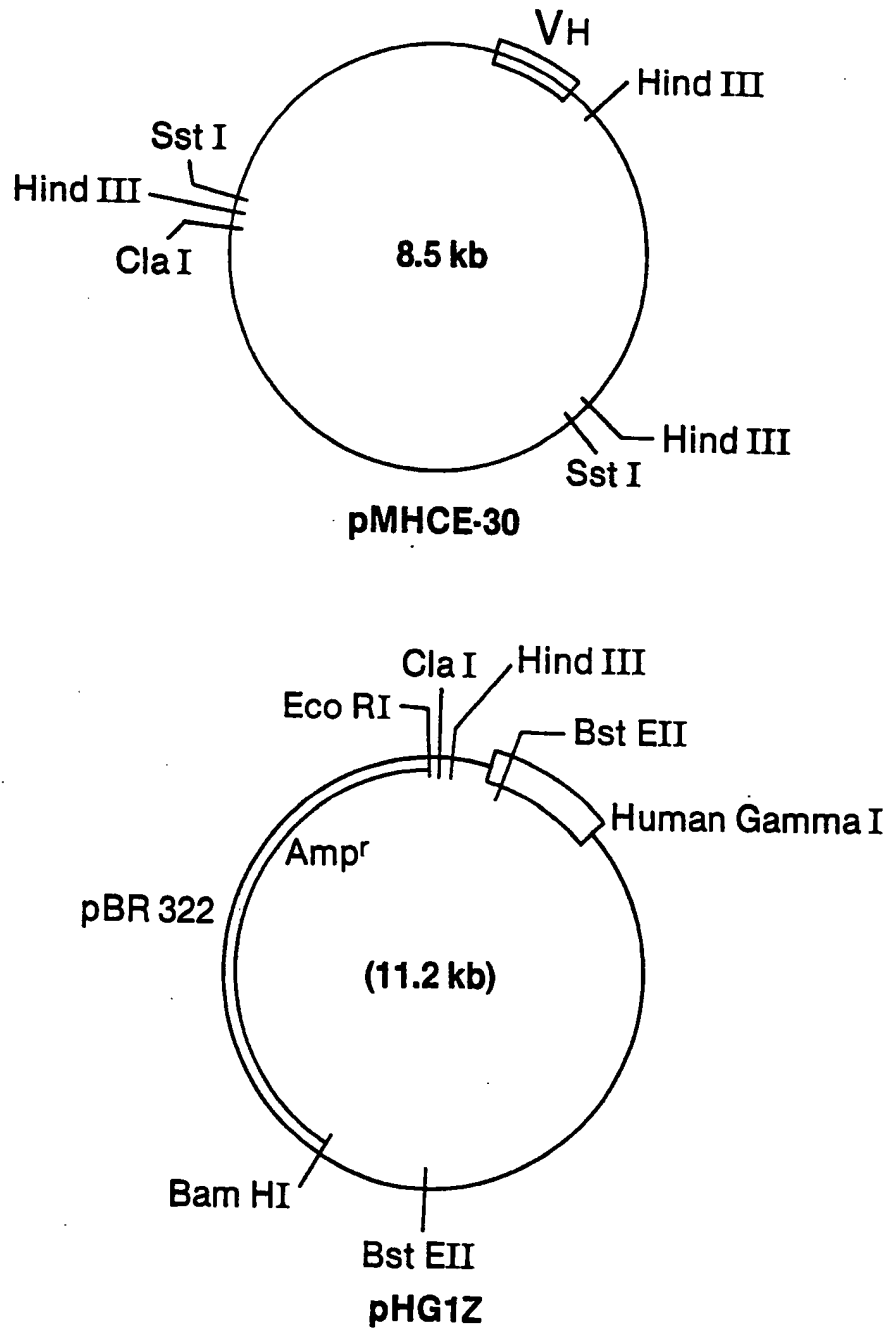 VH
Hind III
Sst I
Hind III
Cla I
8.5 kb
Hind III
Sst I
pMHCE-30
Cla I
Hind III
Eco RI
Bst EII
Human Gamma I
Ampr
pBR 322
(11.2 kb)
Bam HI
Bst EII
pHG1Z